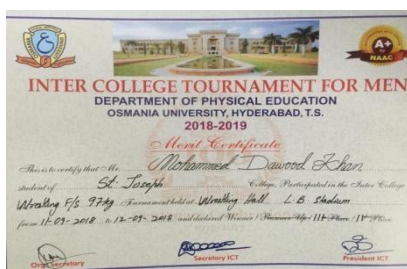 A+
NAAC
INTER COLLEGE TOURNAMENT FOR MEN
DEPARTMENT OF PHYSICAL EDUCATION
OSMANIA UNIVERSITY, HYDERABAD, T.S.
2018-2019
Merit Certificate
This is to certify that Mr. Mohammed Dawood Khan
student of St. Joseph College, Participated in the Inter College
Wrestling F/S 97kg Tournament held at Wrestling Hall L.B. Stadium
from 11-09-2018 to 12-09-2018 and declared Winner / Runner Up / III Place / IV Place
Org. Secretary Secretary ICT President ICT